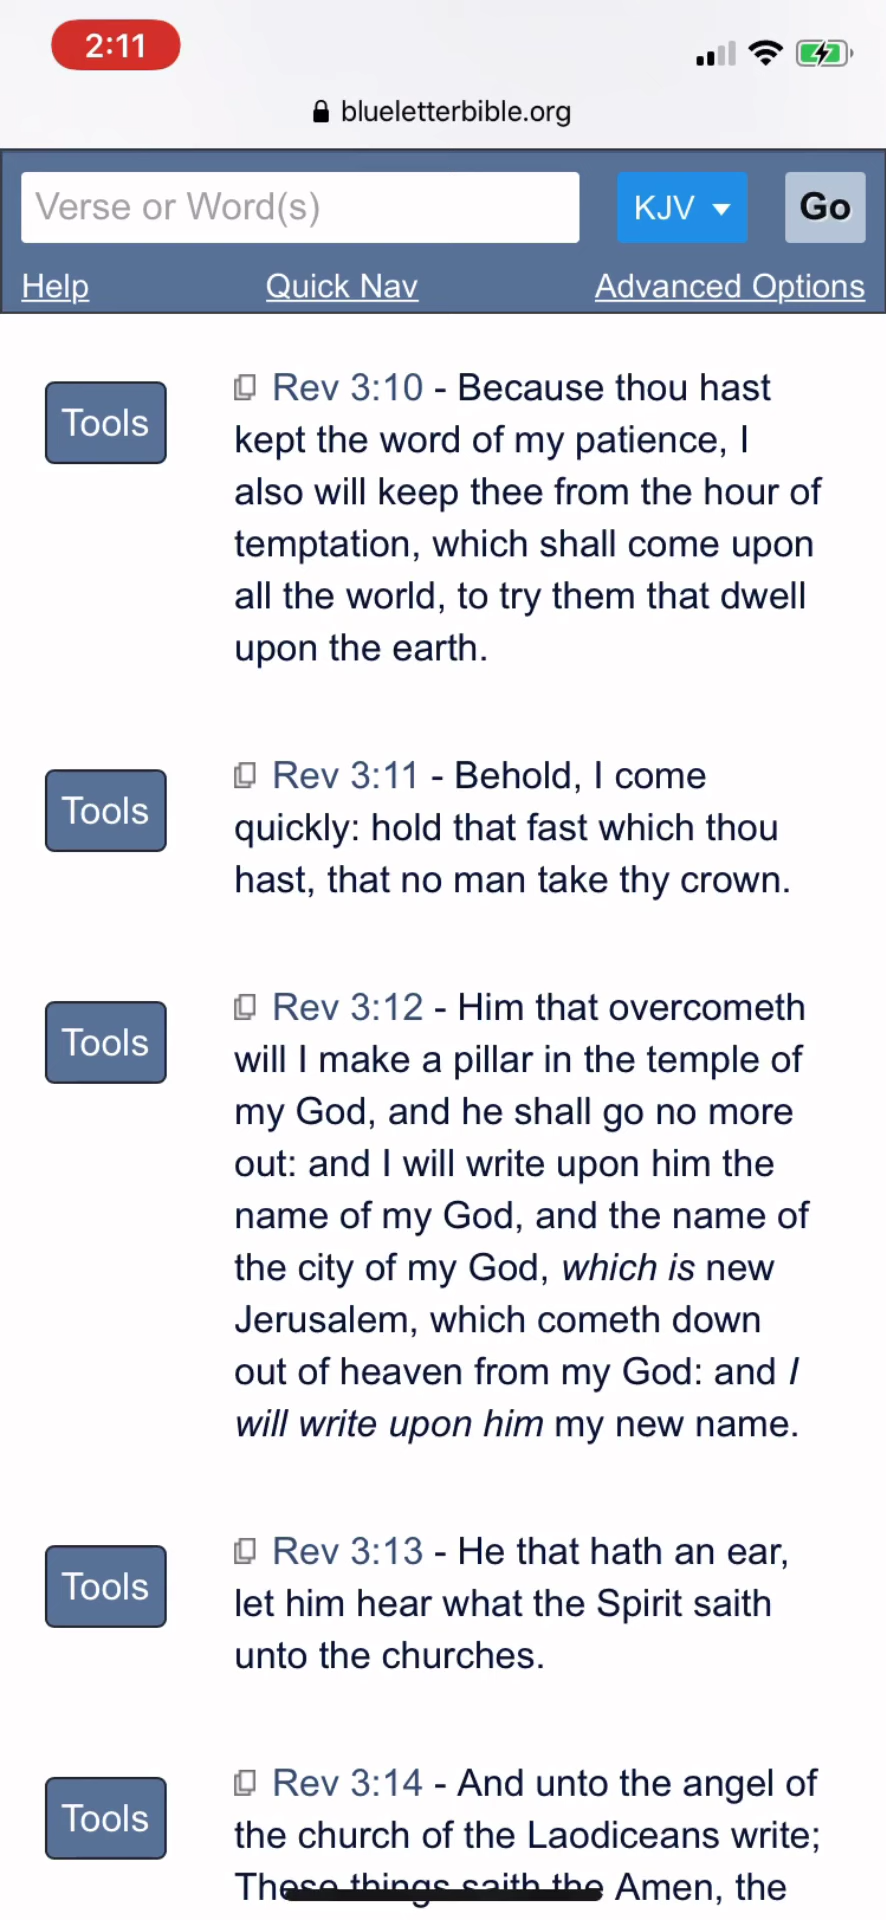 2:11
blueletterbible.org
Verse or Word(s)
KJV
Go
Help
Quick Nav
Advanced Options
Tools
Rev 3:10 - Because thou hast
kept the word of my patience, I
also will keep thee from the hour of
temptation, which shall come upon
all the world, to try them that dwell
upon the earth.
Tools
Rev 3:11 - Behold, I come
quickly: hold that fast which thou
hast, that no man take thy crown.
Tools
Rev 3:12 - Him that overcometh
will I make a pillar in the temple of
my God, and he shall go no more
out: and I will write upon him the
name of my God, and the name of
the city of my God, which is new
Jerusalem, which cometh down
out of heaven from my God: and I
will write upon him my new name.
Tools
Rev 3:13 - He that hath an ear,
let him hear what the Spirit saith
unto the churches.
Tools
Rev 3:14 - And unto the angel of
the church of the Laodiceans write;
These things saith the Amen, the